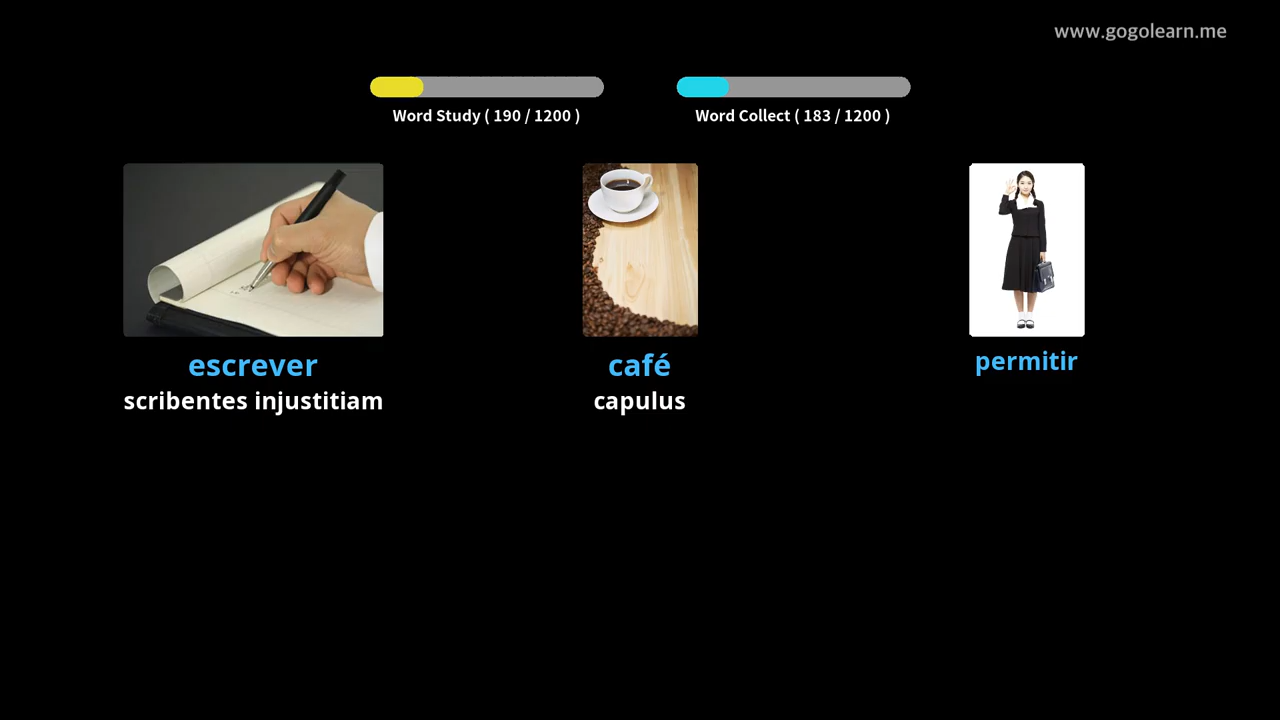 www.gogolearn.me
Word Study ( 190 / 1200 )
Word Collect ( 183 / 1200 )
escrever
scribentes injustitiam
café
capulus
permitir